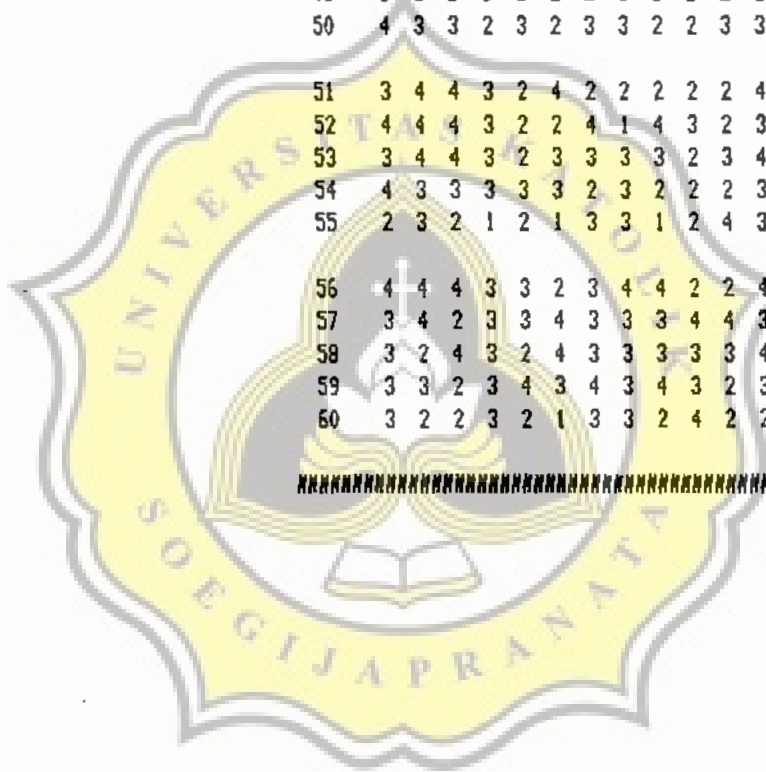 50 4 3 3 2 3 2 3 3 2 2 3 3
51 3 4 4 3 2 4 2 2 2 2 2 4
52 4 4 4 3 2 2 4 1 4 3 2 3
53 3 4 4 3 2 3 3 3 3 2 3 4
54 4 3 3 3 3 3 2 3 2 2 2 3
55 2 3 2 1 2 1 3 3 1 2 4 3
56 4 4 4 3 3 2 3 4 4 2 2 4
57 3 4 2 3 3 4 3 3 3 4 4 3
58 3 2 4 3 2 4 3 3 3 3 3 4
59 3 3 2 3 4 3 4 3 4 3 2 3
60 3 2 2 3 2 1 3 3 2 4 2 2
UNIVERSITAS KATOLIK
SOEGIJAPRANATA